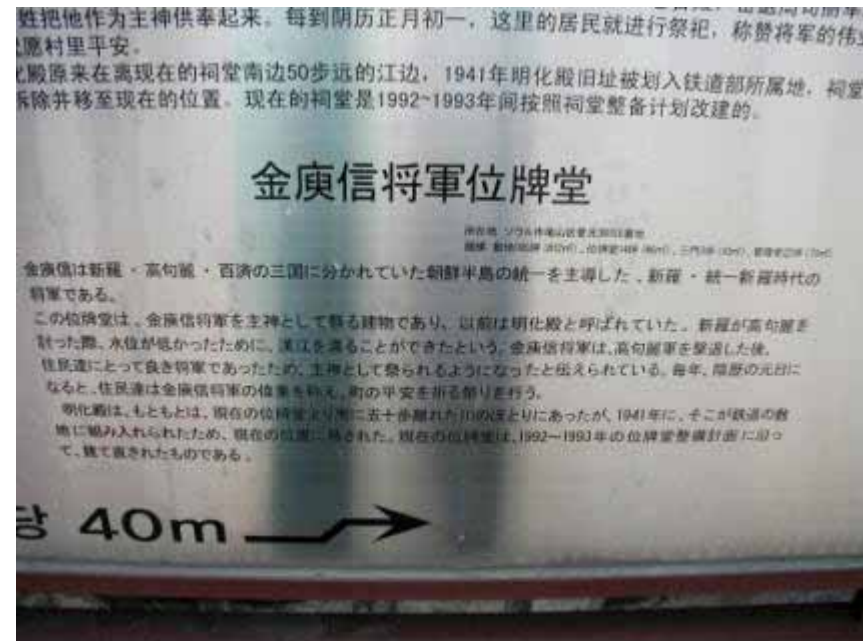 姓把他作为主神供奉起来。每到阴历正月初一，这里的居民就进行祭祀，称赞将军的伟
愿村里平安。
化殿原来在离现在的祠堂南边50步远的江边，1941年明化殿旧址被划入铁道部所属地，祠堂
拆除并移至现在的位置。现在的祠堂是1992~1993年间按照祠堂整备计划改建的。
金庾信将軍位牌堂
所在地 ソウル市龍山区普光洞
金庾信は新羅・高句麗・百済の三国に分かれていた朝鮮半島の統一を主導した、新羅・統一新羅時代の
将軍である。
この位牌堂は、金庾信将軍を主神として祭る建物であり、以前は明化殿と呼ばれていた。新羅が高句麗を
討った際、水位が低かったために、漢江を渡ることができたという。金庾信将軍は、高句麗軍を撃退した後、
住民達にとって良き将軍であったため、主神として祭られるようになったと伝えられている。毎年、陰暦の元日に
なると、住民達は金庾信将軍の偉業を称え、町の平安を祈る祭りを行う。
明化殿は、もともとは、現在の位牌堂より南に五十歩離れた川のほとりにあったが、1941年に、そこが鉄道の敷
地に組み入れられたため、現在の位置に移された。現在の位牌堂は、1992～1993年の位牌堂整備計画に沿っ
て、建て直されたものである。
당 40m